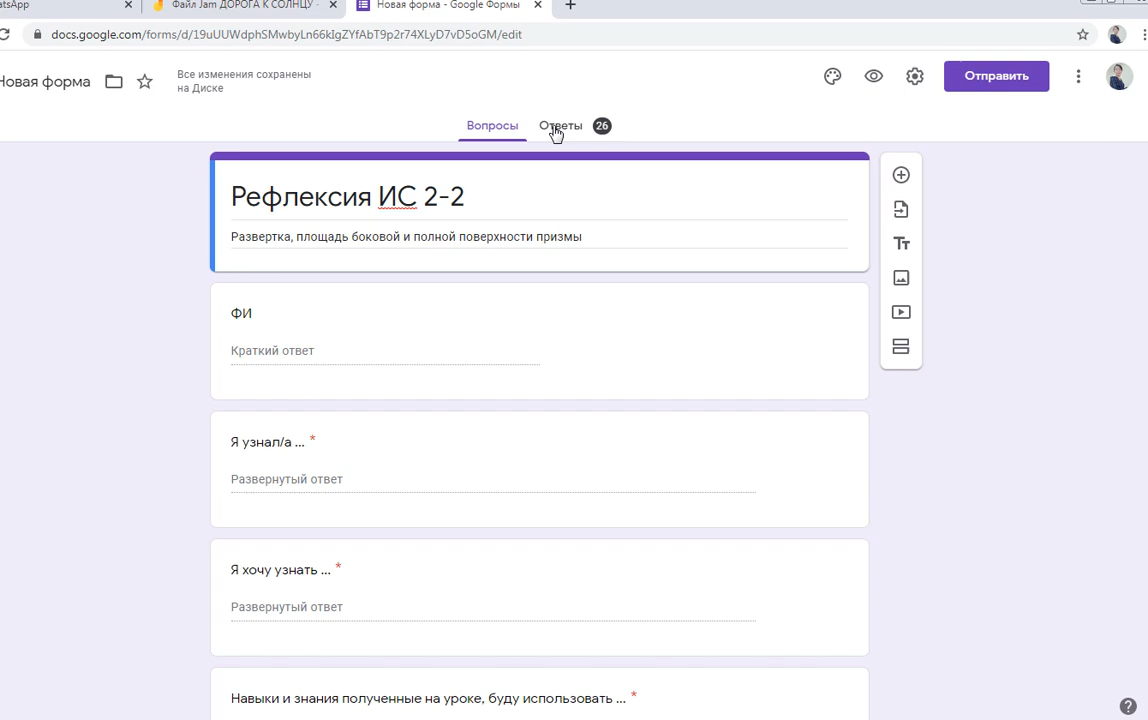 atsApp
Файл Jam ДОРОГА К СОЛНЦУ -
Новая форма - Google Формы
docs.google.com/forms/d/19uUUWdphSMwbyLn66kIgZYfAbT9p2r74XLyD7vD5oGM/edit
Новая форма
Все изменения сохранены
на Диске
Отправить
Вопросы
Ответы 26
Рефлексия ИС 2-2
Развертка, площадь боковой и полной поверхности призмы
ФИ
Краткий ответ
Я узнал/а ... *
Развернутый ответ
Я хочу узнать ... *
Развернутый ответ
Навыки и знания полученные на уроке, буду использовать ... *